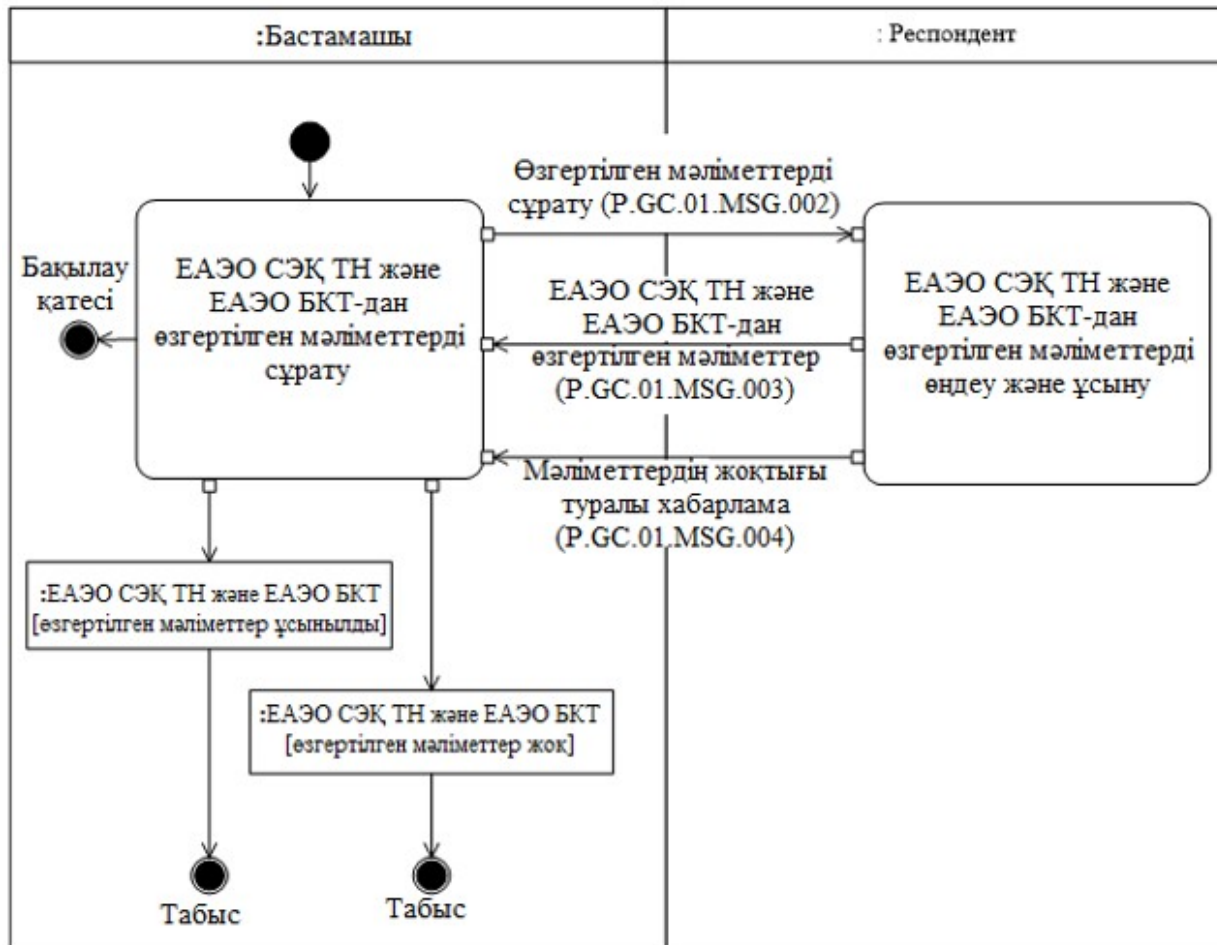 :Бастамашы
: Респондент
Өзгертілген мәліметтерді
сұрату (P.GC.01.MSG.002)
Бақылау
қатесі
ЕАЭО СЭҚ ТН және
ЕАЭО БКТ-дан
өзгертілген мәліметтерді
сұрату
ЕАЭО СЭҚ ТН және
ЕАЭО БКТ-дан
өзгертілген мәліметтер
(P.GC.01.MSG.003)
ЕАЭО СЭҚ ТН және
ЕАЭО БКТ-дан
өзгертілген мәліметтерді
өңдеу және ұсыну
Мәліметтердің жоқтығы
туралы хабарлама
(P.GC.01.MSG.004)
:ЕАЭО СЭҚ ТН және ЕАЭО БКТ
[өзгертілген мәліметтер ұсынылды]
:ЕАЭО СЭҚ ТН және ЕАЭО БКТ
[өзгертілген мәліметтер жоқ]
Табыс
Табыс